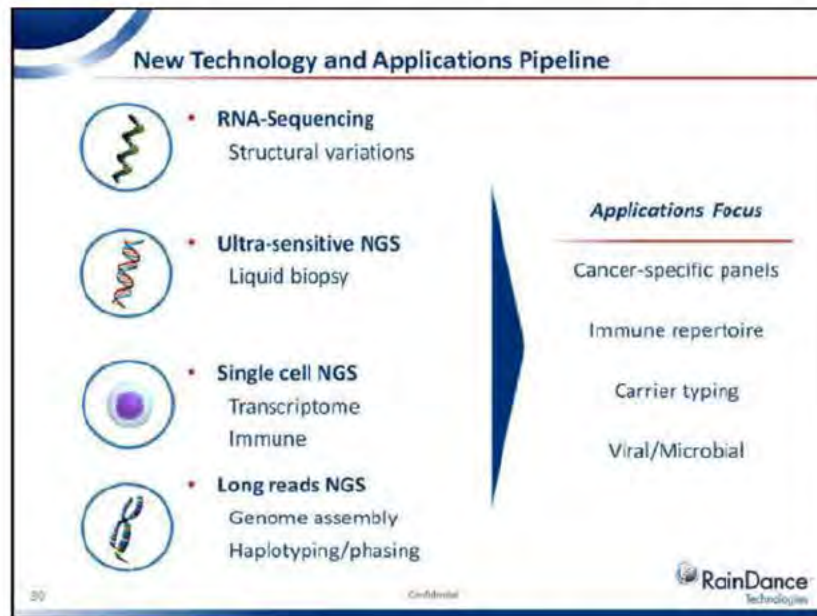 New Technology and Applications Pipeline
• RNA-Sequencing
Structural variations
• Ultra-sensitive NGS
Liquid biopsy
• Single cell NGS
Transcriptome
Immune
• Long reads NGS
Genome assembly
Haplotyping/phasing
Applications Focus
Cancer-specific panels
Immune repertoire
Carrier typing
Viral/Microbial
30
Confidential
RainDance
Technologies